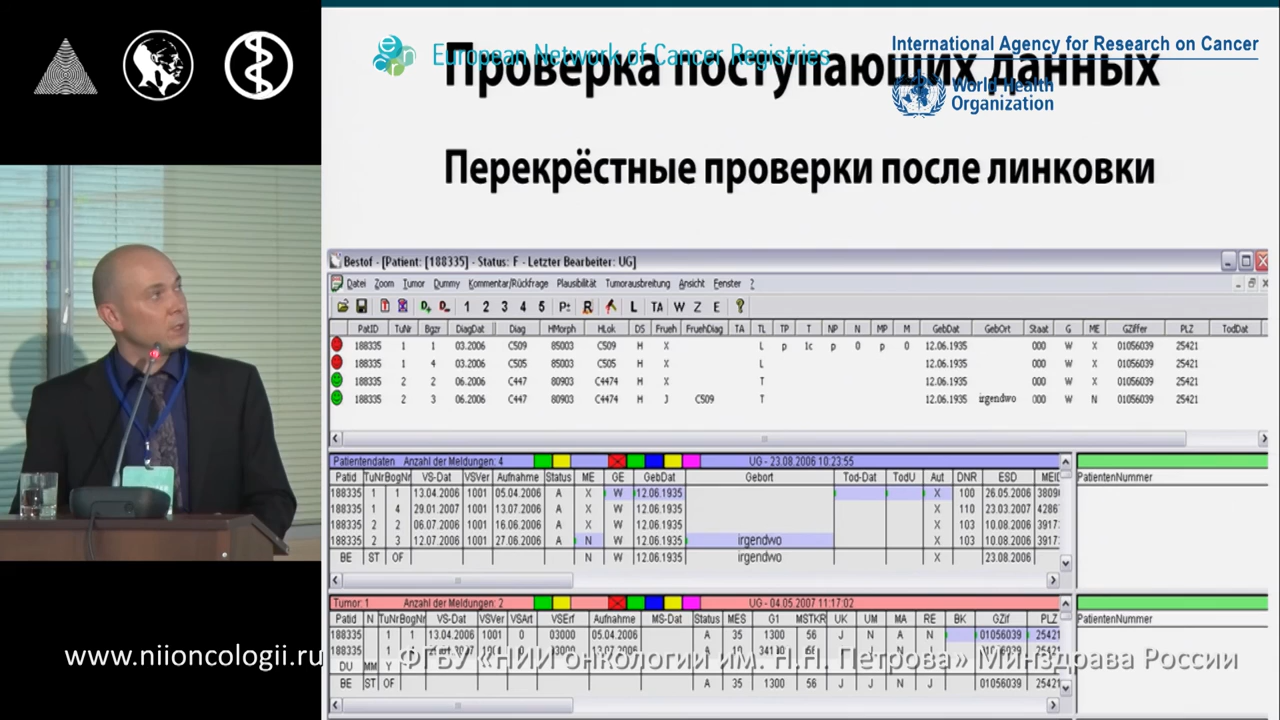 European Network of Cancer Registries
International Agency for Research on Cancer
World Health
Organization
Проверка поступающих данных
Перекрёстные проверки после линковки
Bestof - [Patient: [188335] - Status: F - Letzter Bearbeiter: UG]
Datei Zoom Tumor Dummy Kommentar/Rückfrage Plausibilität Tumorausbreitung Ansicht Fenster ?
1 2 3 4 5 P± R L TA W Z E ?
PatID TuNr Bgzr DiagDat Diag HMorph HLok DS Frueh FruehDiag TA TL TP T NP N MP M GebDat GebOrt Staat G ME GZiffer PLZ TodDat
188335 1 1 03.2006 C509 85003 C509 H X L p 1c p 0 p 0 12.06.1935 000 W X 01056039 25421
188335 1 4 03.2006 C505 85003 C505 H X L 12.06.1935 000 W X 01056039 25421
188335 2 2 06.2006 C447 80903 C4474 H X T 12.06.1935 000 W X 01056039 25421
188335 2 3 06.2006 C447 80903 C4474 H J C509 T 12.06.1935 irgendwo 000 W N 01056039 25421
Patientendaten Anzahl der Meldungen: 4 UG - 23.08.2006 10:23:55
Patid TuNr BogNr VS-Dat VSVer Aufnahme Status ME GE GebDat Gebort Tod-Dat TodU Aut DNR ESD MEID PatientenNummer
188335 1 1 13.04.2006 1001 05.04.2006 A X W 12.06.1935 X 100 26.05.2006 3809
188335 1 4 29.01.2007 1001 13.07.2006 A X W 12.06.1935 X 110 23.03.2007 4286
188335 2 2 06.07.2006 1001 16.06.2006 A X W 12.06.1935 X 103 10.08.2006 3917
188335 2 3 12.07.2006 1001 27.06.2006 A N W 12.06.1935 irgendwo X 103 10.08.2006 3917
BE ST OF N W 12.06.1935 irgendwo X 23.08.2006
Tumor: 1 Anzahl der Meldungen: 2 UG - 04.05.2007 11:17:02
Patid N TuNr BogNr VS-Dat VSVer VSArt VSErf Aufnahme MS-Dat Status MES G1 MSTKR UK UM MA RE BK GZif PLZ PatientenNummer
188335 1 1 13.04.2006 1001 0 03000 05.04.2006 A 35 1300 56 J N A N 01056039 25421
188335
DU MM
BE ST OF A 35 1300 56 J J N J 01056039 25421
www.niioncologii.ru ФГБУ «НИИ онкологии им. Н.Н. Петрова» Минздрава России